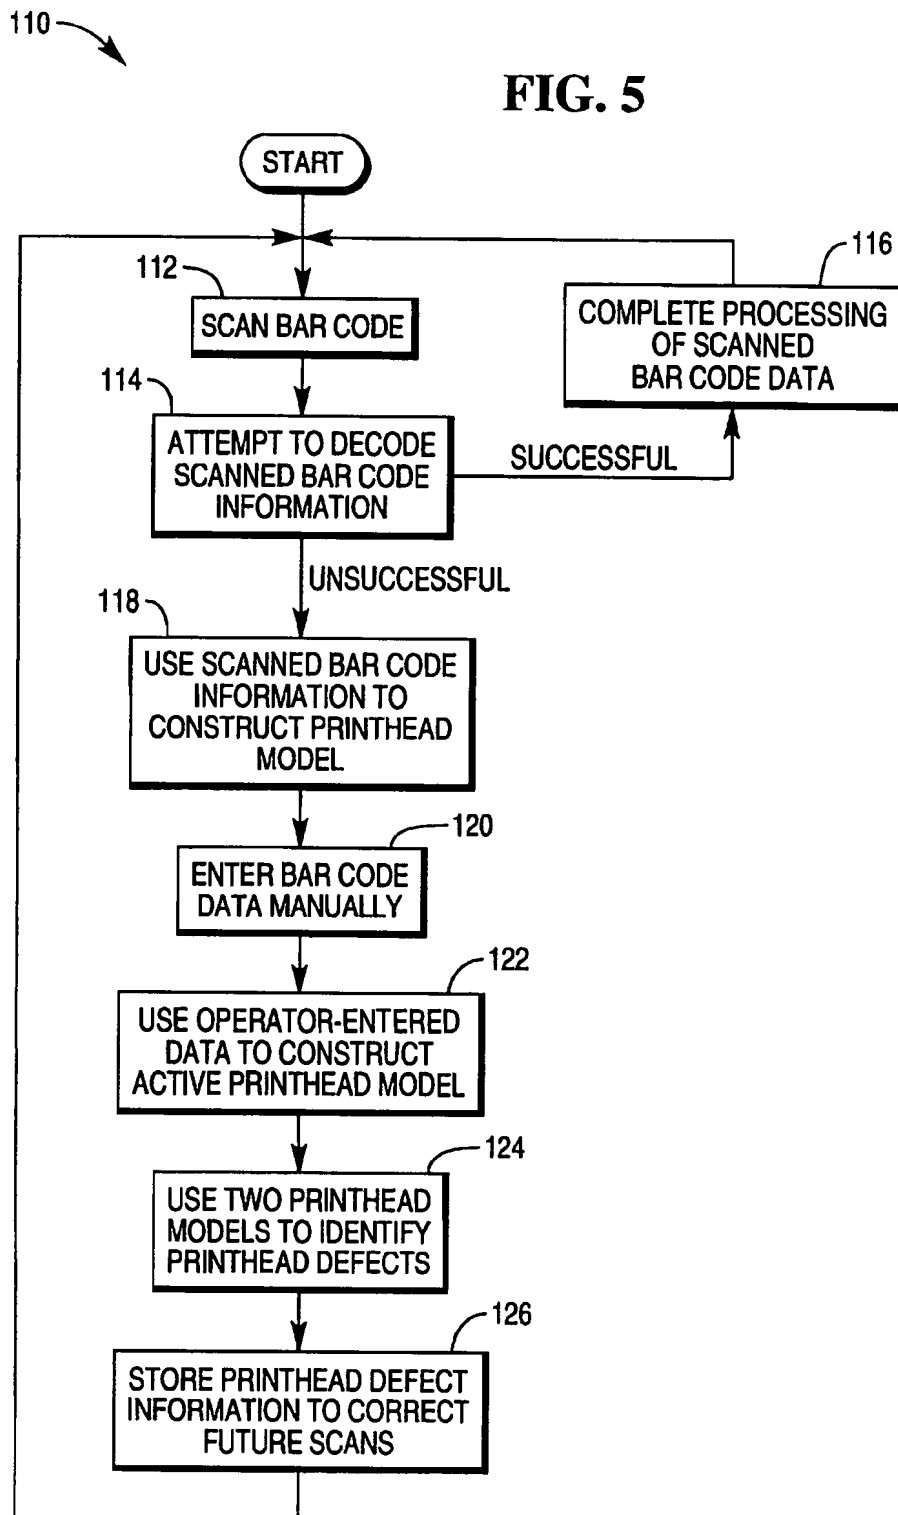 110
FIG. 5
START
112
116
SCAN BAR CODE
COMPLETE PROCESSING
OF SCANNED
BAR CODE DATA
114
ATTEMPT TO DECODE
SCANNED BAR CODE
INFORMATION
SUCCESSFUL
UNSUCCESSFUL
118
USE SCANNED BAR CODE
INFORMATION TO
CONSTRUCT PRINTHEAD
MODEL
120
ENTER BAR CODE
DATA MANUALLY
122
USE OPERATOR-ENTERED
DATA TO CONSTRUCT
ACTIVE PRINTHEAD MODEL
124
USE TWO PRINTHEAD
MODELS TO IDENTIFY
PRINTHEAD DEFECTS
126
STORE PRINTHEAD DEFECT
INFORMATION TO CORRECT
FUTURE SCANS